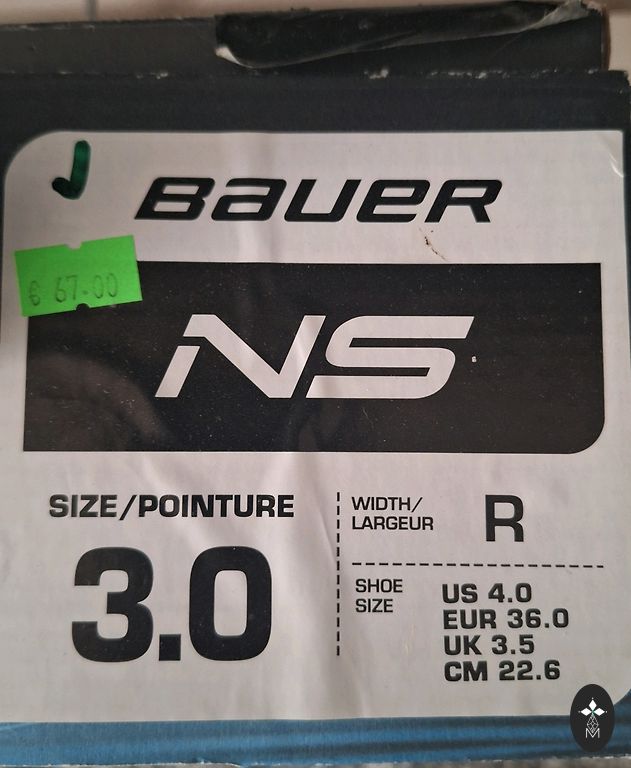 BAUER
€ 67.00
NS
SIZE/POINTURE
3.0
WIDTH/
LARGEUR
R
SHOE
SIZE
US 4.0
EUR 36.0
UK 3.5
CM 22.6
M